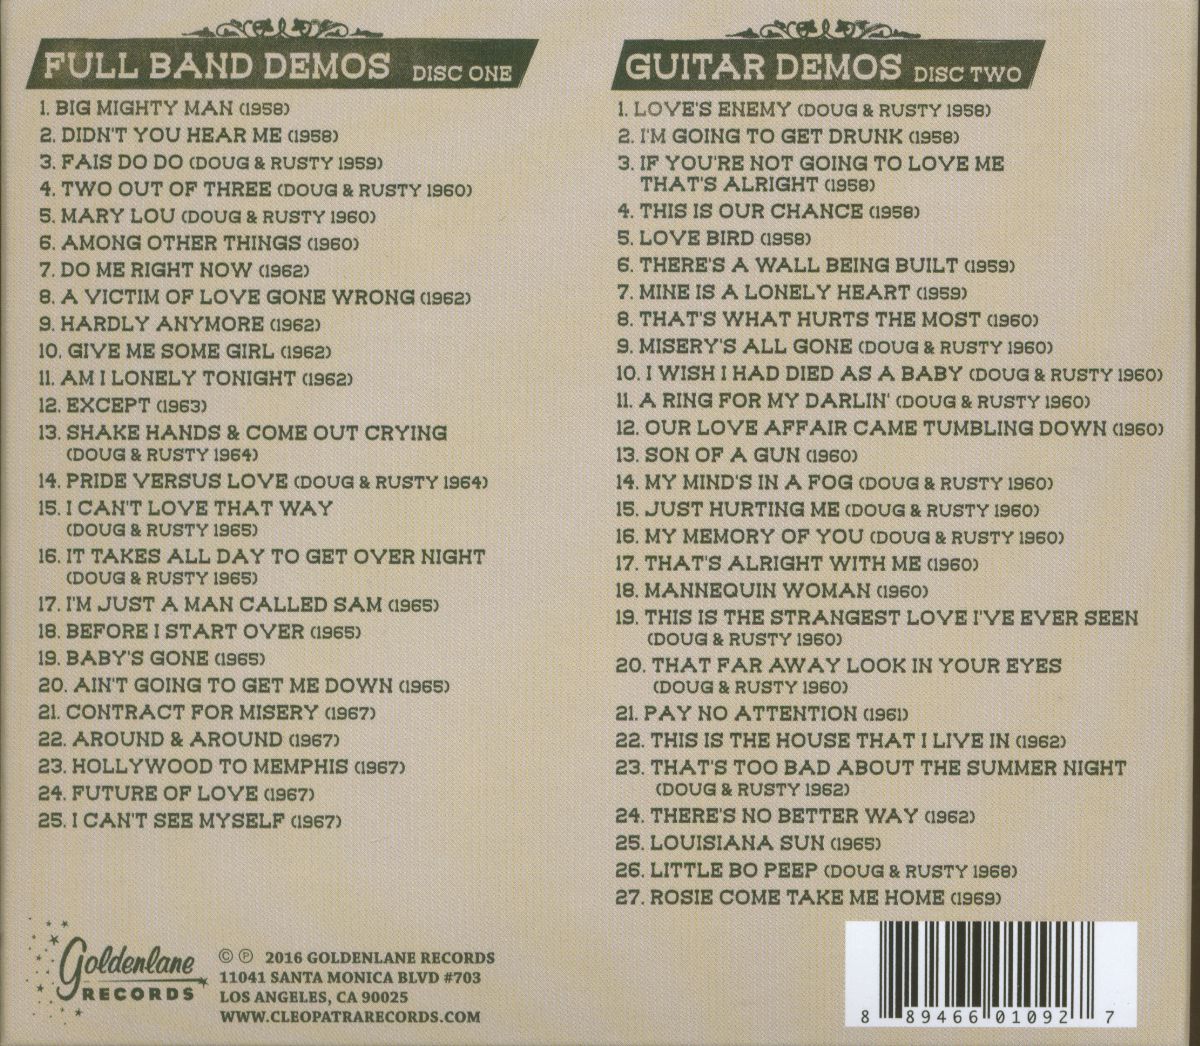 FULL BAND DEMOS DISC ONE
1. BIG MIGHTY MAN (1958)
2. DIDN'T YOU HEAR ME (1958)
3. FAIS DO DO (DOUG & RUSTY 1959)
4. TWO OUT OF THREE (DOUG & RUSTY 1960)
5. MARY LOU (DOUG & RUSTY 1960)
6. AMONG OTHER THINGS (1960)
7. DO ME RIGHT NOW (1962)
8. A VICTIM OF LOVE GONE WRONG (1962)
9. HARDLY ANYMORE (1962)
10. GIVE ME SOME GIRL (1962)
11. AM I LONELY TONIGHT (1962)
12. EXCEPT (1963)
13. SHAKE HANDS & COME OUT CRYING
(DOUG & RUSTY 1964)
14. PRIDE VERSUS LOVE (DOUG & RUSTY 1964)
15. I CAN'T LOVE THAT WAY
(DOUG & RUSTY 1965)
16. IT TAKES ALL DAY TO GET OVER NIGHT
(DOUG & RUSTY 1965)
17. I'M JUST A MAN CALLED SAM (1965)
18. BEFORE I START OVER (1965)
19. BABY'S GONE (1965)
20. AIN'T GOING TO GET ME DOWN (1965)
21. CONTRACT FOR MISERY (1967)
22. AROUND & AROUND (1967)
23. HOLLYWOOD TO MEMPHIS (1967)
24. FUTURE OF LOVE (1967)
25. I CAN'T SEE MYSELF (1967)
GUITAR DEMOS DISC TWO
1. LOVE'S ENEMY (DOUG & RUSTY 1958)
2. I'M GOING TO GET DRUNK (1958)
3. IF YOU'RE NOT GOING TO LOVE ME
THAT'S ALRIGHT (1958)
4. THIS IS OUR CHANCE (1958)
5. LOVE BIRD (1958)
6. THERE'S A WALL BEING BUILT (1959)
7. MINE IS A LONELY HEART (1959)
8. THAT'S WHAT HURTS THE MOST (1960)
9. MISERY'S ALL GONE (DOUG & RUSTY 1960)
10. I WISH I HAD DIED AS A BABY (DOUG & RUSTY 1960)
11. A RING FOR MY DARLIN' (DOUG & RUSTY 1960)
12. OUR LOVE AFFAIR CAME TUMBLING DOWN (1960)
13. SON OF A GUN (1960)
14. MY MIND'S IN A FOG (DOUG & RUSTY 1960)
15. JUST HURTING ME (DOUG & RUSTY 1960)
16. MY MEMORY OF YOU (DOUG & RUSTY 1960)
17. THAT'S ALRIGHT WITH ME (1960)
18. MANNEQUIN WOMAN (1960)
19. THIS IS THE STRANGEST LOVE I'VE EVER SEEN
(DOUG & RUSTY 1960)
20. THAT FAR AWAY LOOK IN YOUR EYES
(DOUG & RUSTY 1960)
21. PAY NO ATTENTION (1961)
22. THIS IS THE HOUSE THAT I LIVE IN (1962)
23. THAT'S TOO BAD ABOUT THE SUMMER NIGHT
(DOUG & RUSTY 1962)
24. THERE'S NO BETTER WAY (1962)
25. LOUISIANA SUN (1965)
26. LITTLE BO PEEP (DOUG & RUSTY 1968)
27. ROSIE COME TAKE ME HOME (1969)
Goldenlane
RECORDS
© ℗ 2016 GOLDENLANE RECORDS
11041 SANTA MONICA BLVD #703
LOS ANGELES, CA 90025
WWW.CLEOPATRARECORDS.COM
8 89466 01092 7